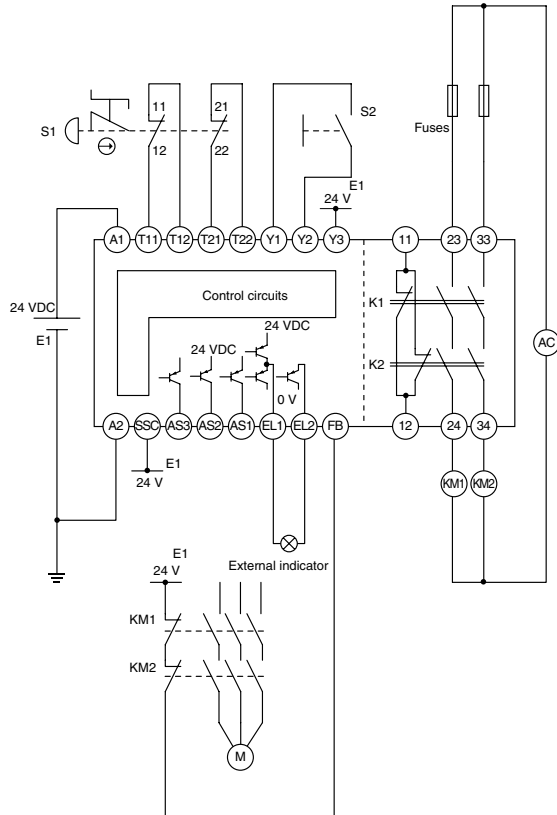 11
21
S1
S2
12
22
Fuses
E1
24 V
A1
T11
T12
T21
T22
Y1
Y2
Y3
11
23
33
Control circuits
K1
24 VDC
E1
24 VDC
24 VDC
K2
AC
0 V
A2
SSC
AS3
AS2
AS1
EL1
EL2
FB
12
24
34
E1
24 V
KM1
KM2
E1
24 V
External indicator
KM1
KM2
M